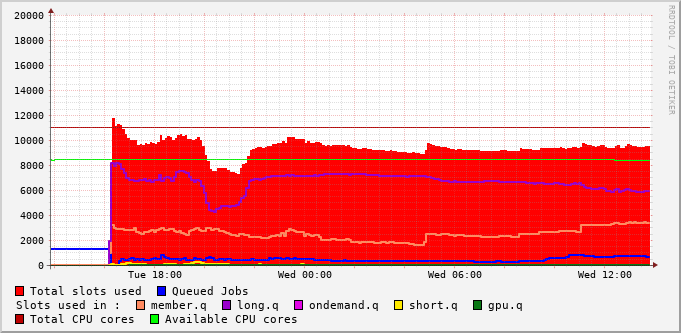 20000
18000
16000
14000
12000
10000
8000
6000
4000
2000
0
Tue 18:00 Wed 00:00 Wed 06:00 Wed 12:00
Total slots used Queued Jobs
Slots used in : member.q long.q ondemand.q short.q gpu.q
Total CPU cores Available CPU cores
RRDTOOL / TOBI OETIKER